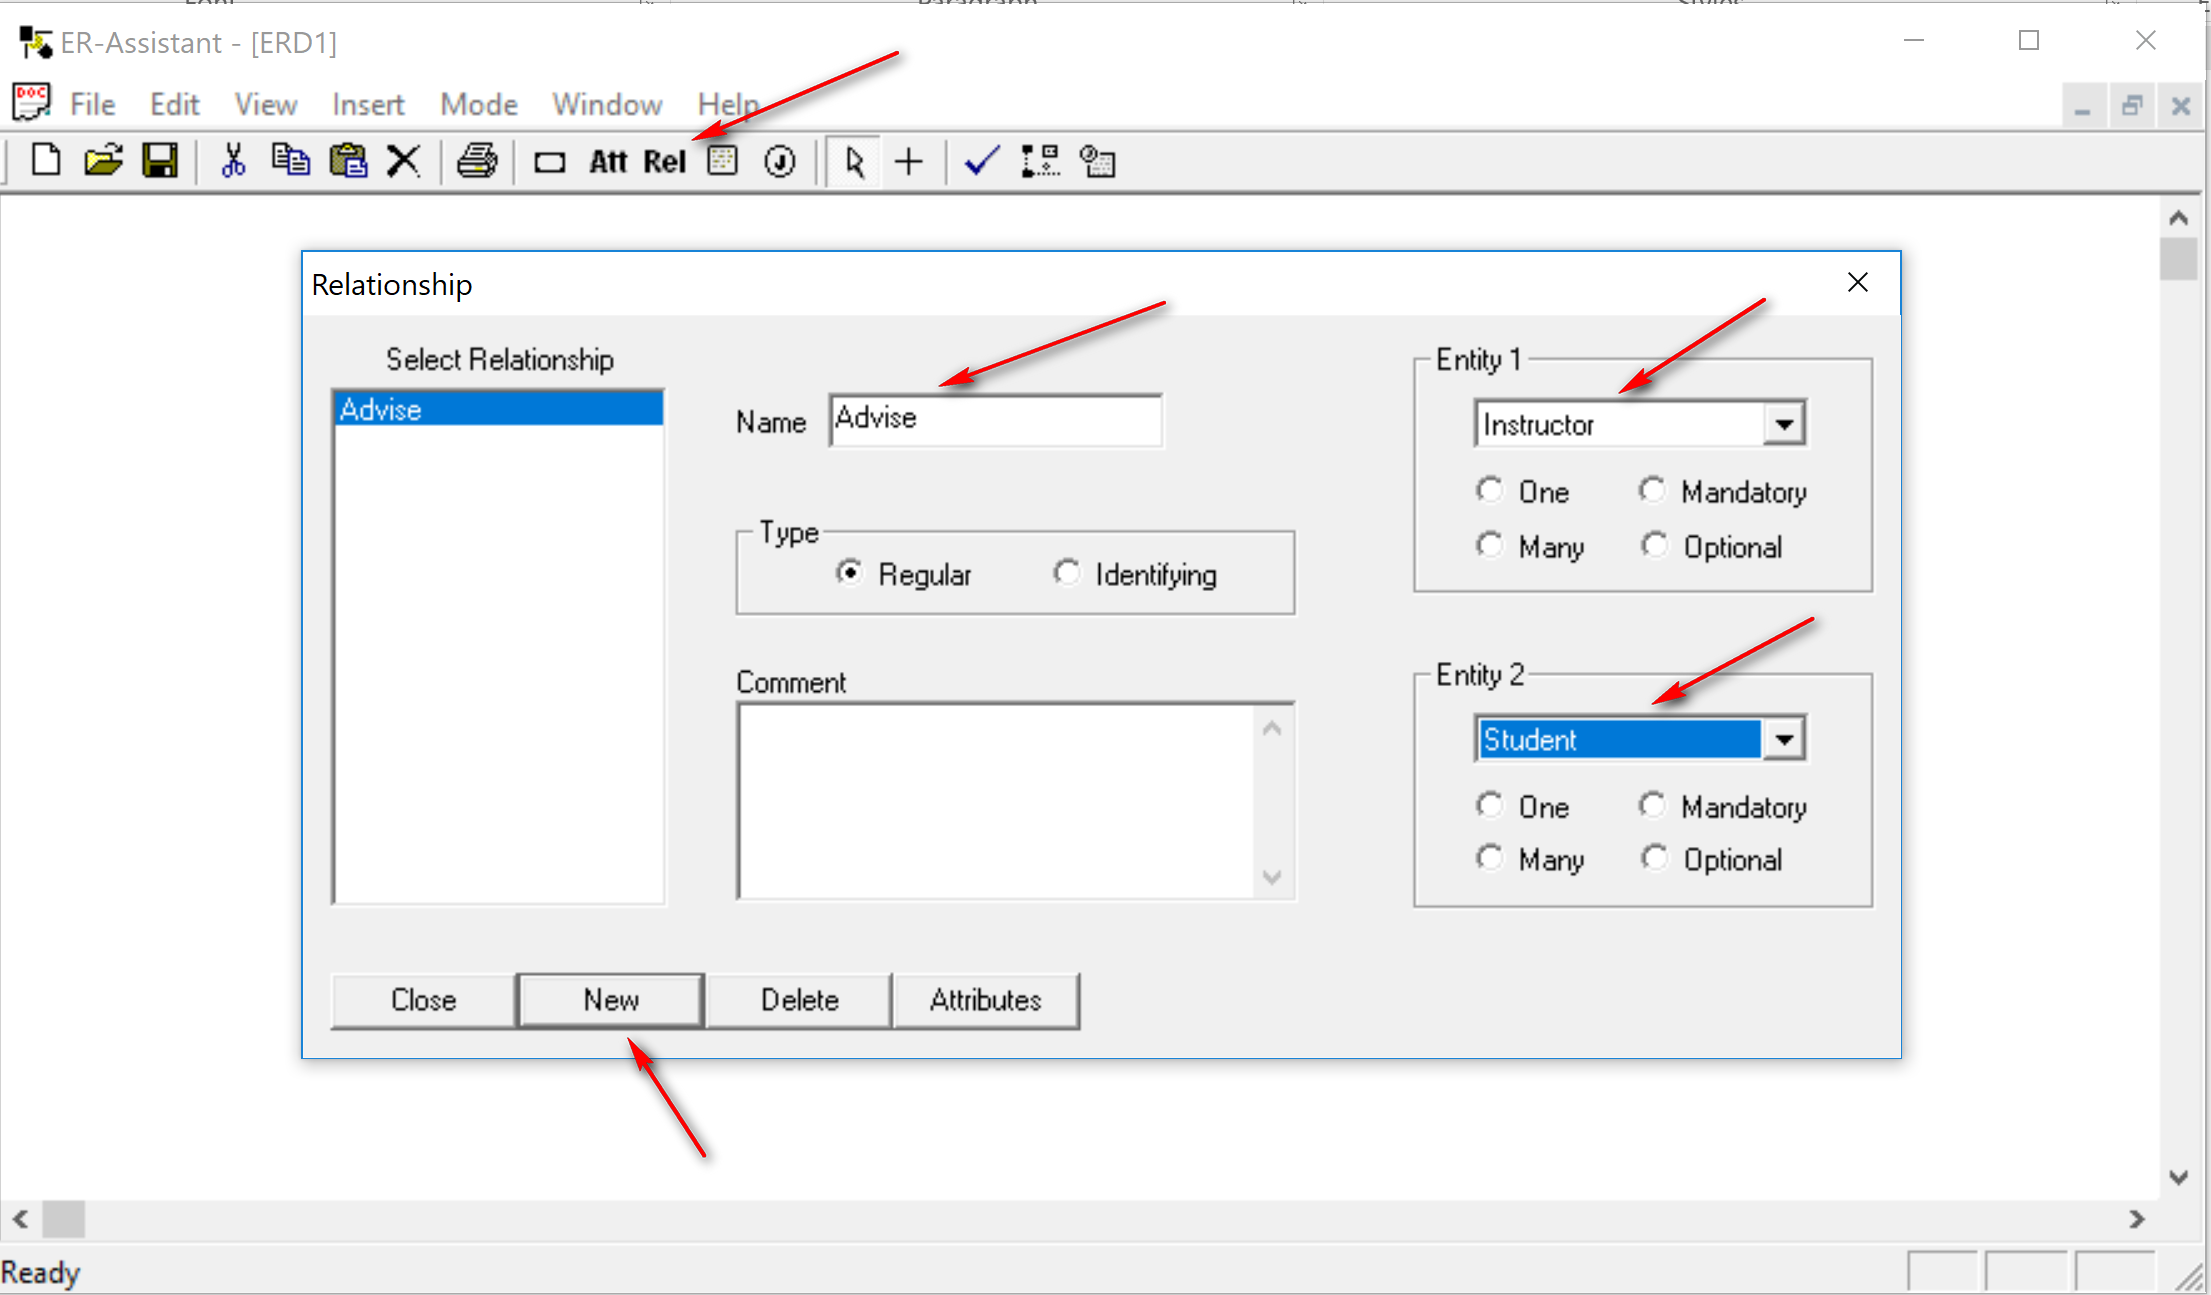 ER-Assistant - [ERD1]
DOC File Edit View Insert Mode Window Help
Att Rel J
Relationship
Select Relationship
Advise
Name Advise
Type
Regular Identifying
Comment
Entity 1
Instructor
One Mandatory
Many Optional
Entity 2
Student
One Mandatory
Many Optional
Close New Delete Attributes
Ready